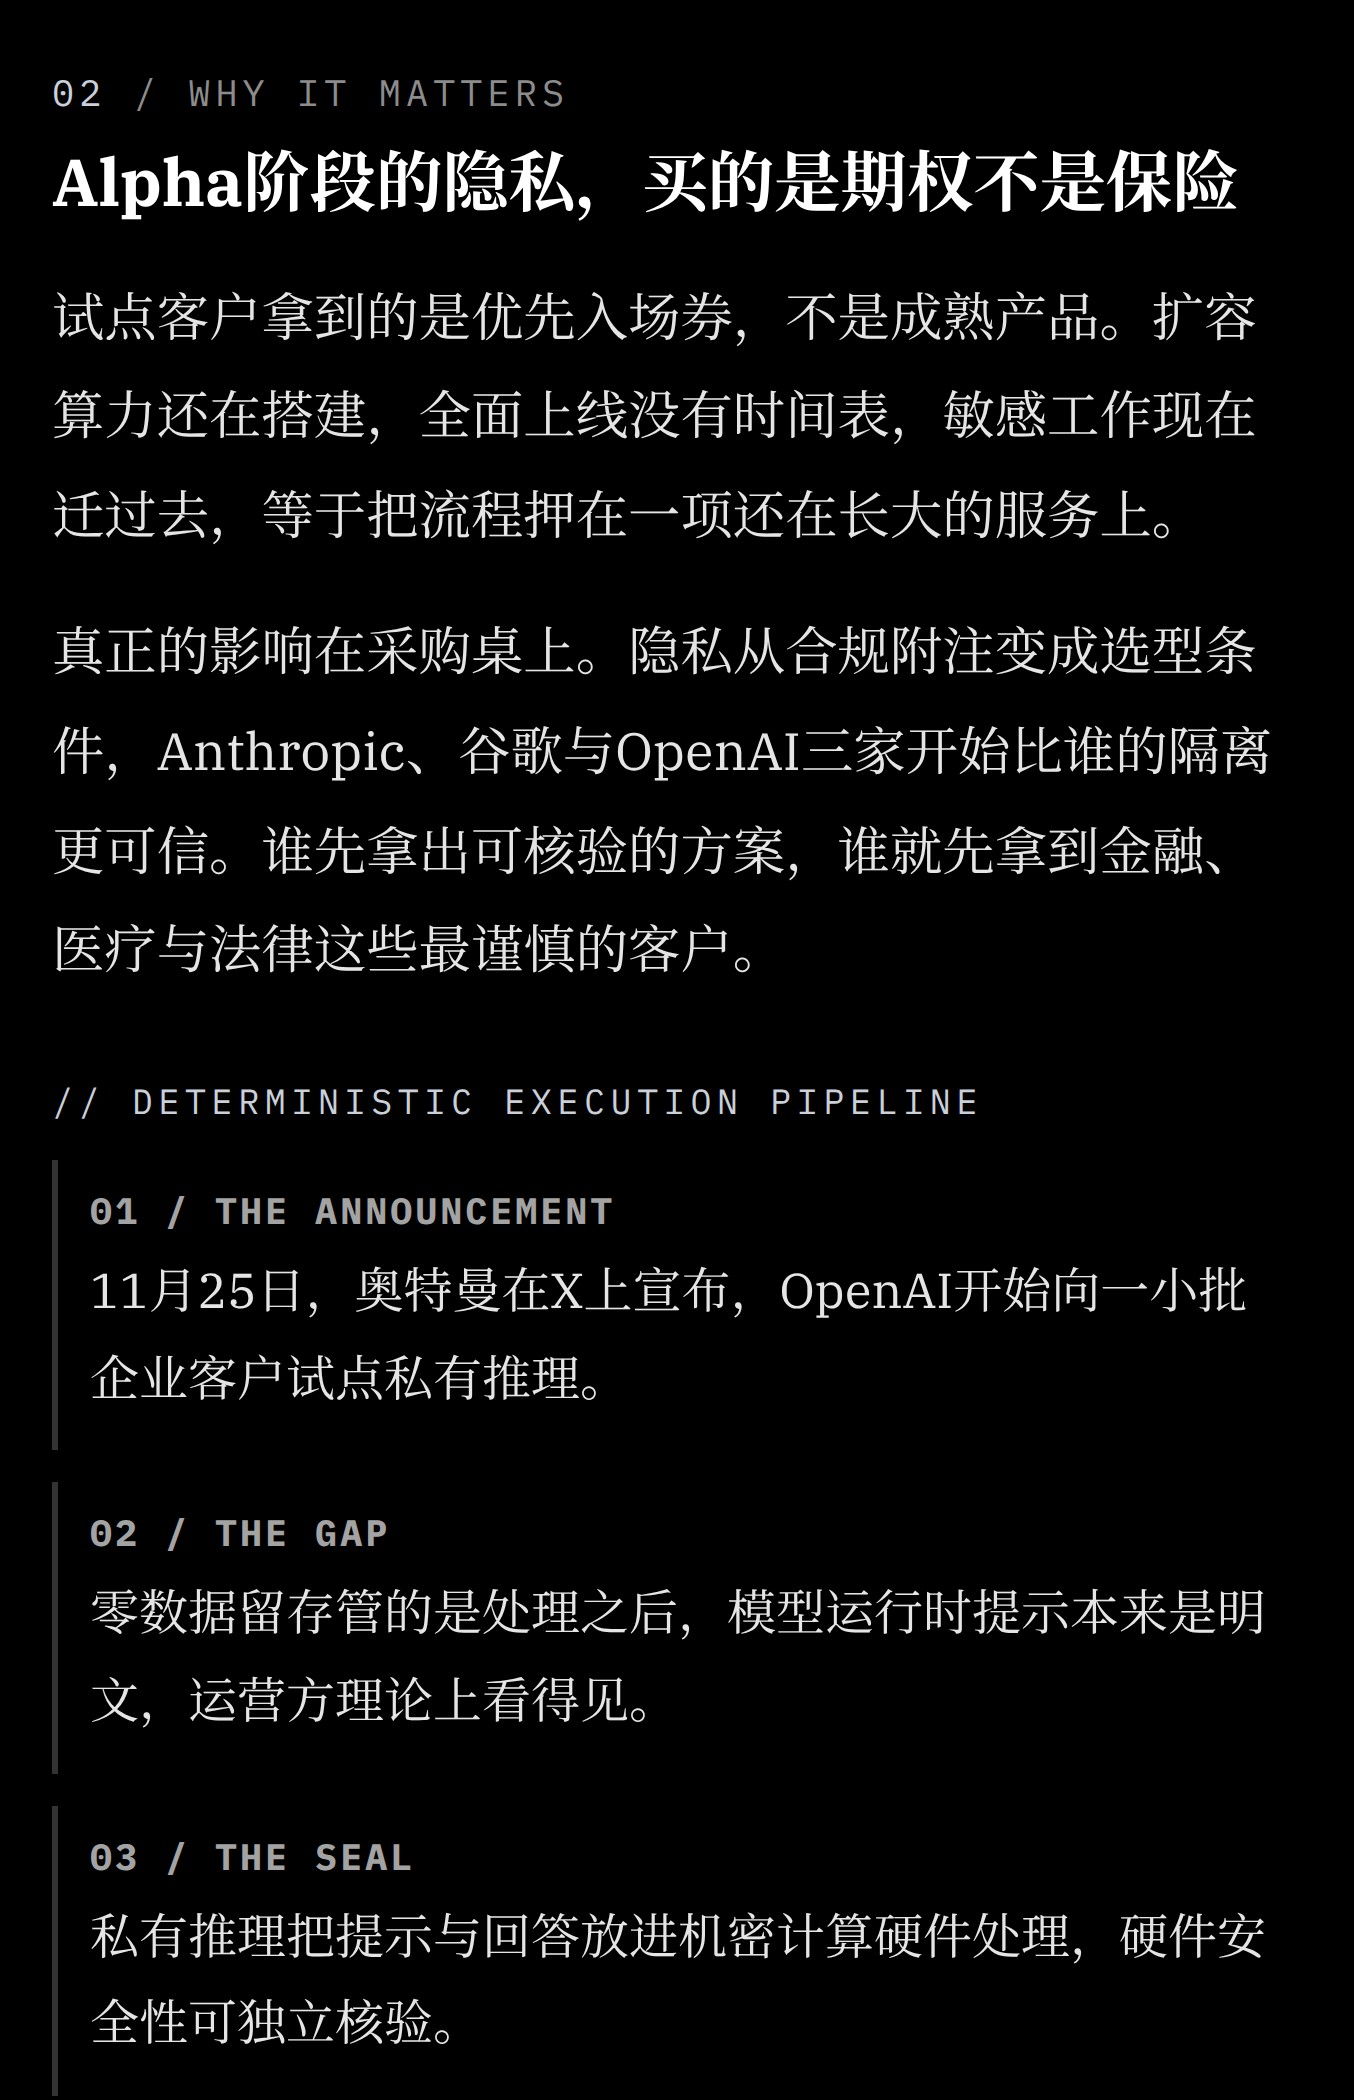 02 / WHY IT MATTERS
Alpha阶段的隐私，买的是期权不是保险
试点客户拿到的是优先入场券，不是成熟产品。扩容
算力还在搭建，全面上线没有时间表，敏感工作现在
迁过去，等于把流程押在一项还在长大的服务上。
真正的影响在采购桌上。隐私从合规附注变成选型条
件，Anthropic、谷歌与OpenAI三家开始比谁的隔离
更可信。谁先拿出可核验的方案，谁就先拿到金融、
医疗与法律这些最谨慎的客户。
// DETERMINISTIC EXECUTION PIPELINE
01 / THE ANNOUNCEMENT
11月25日，奥特曼在X上宣布，OpenAI开始向一小批
企业客户试点私有推理。
02 / THE GAP
零数据留存管的是处理之后，模型运行时提示本来是明
文，运营方理论上看得见。
03 / THE SEAL
私有推理把提示与回答放进机密计算硬件处理，硬件安
全性可独立核验。